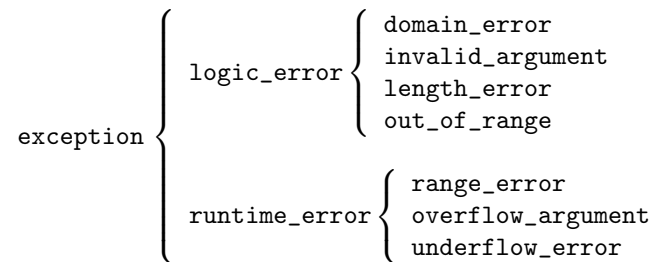 domain_error
invalid_argument
logic_error
length_error
out_of_range
exception
range_error
runtime_error
overflow_argument
underflow_error